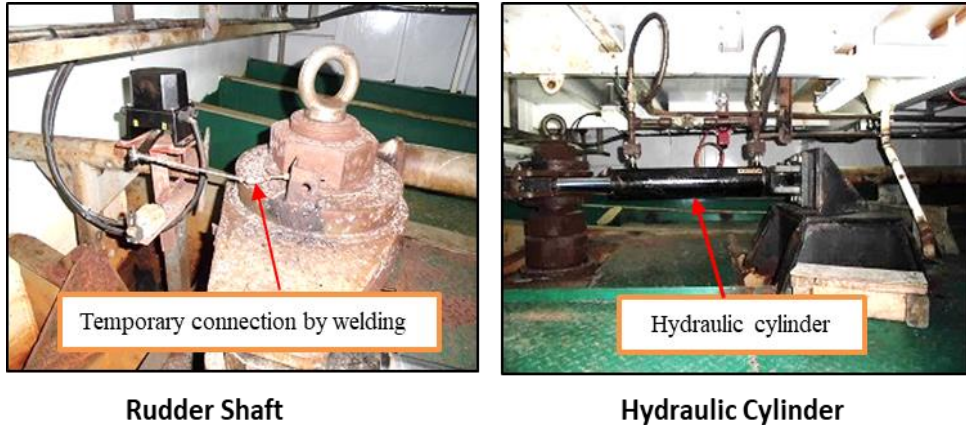 Temporary connection by welding
Hydraulic cylinder
Rudder Shaft
Hydraulic Cylinder